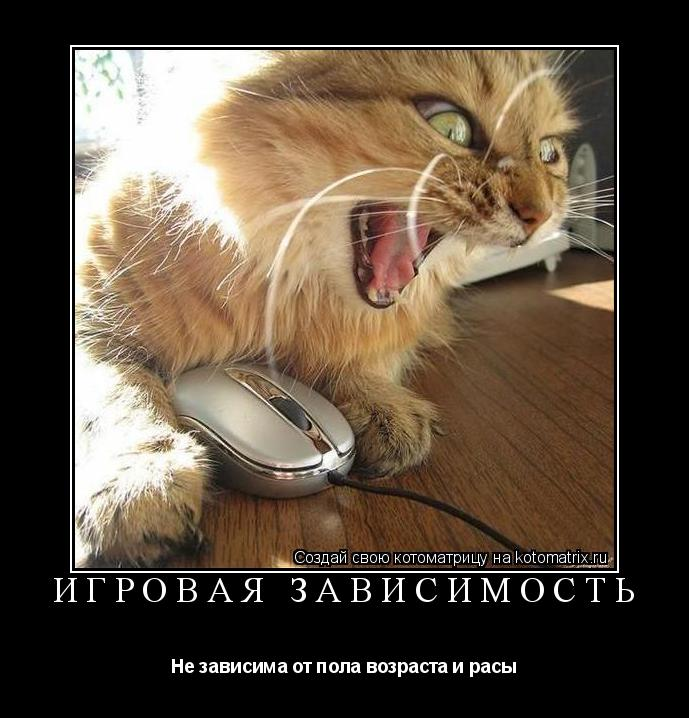 Создай свою котоматрицу на kotomatrix.ru
ИГРОВАЯ ЗАВИСИМОСТЬ
Не зависима от пола возраста и расы